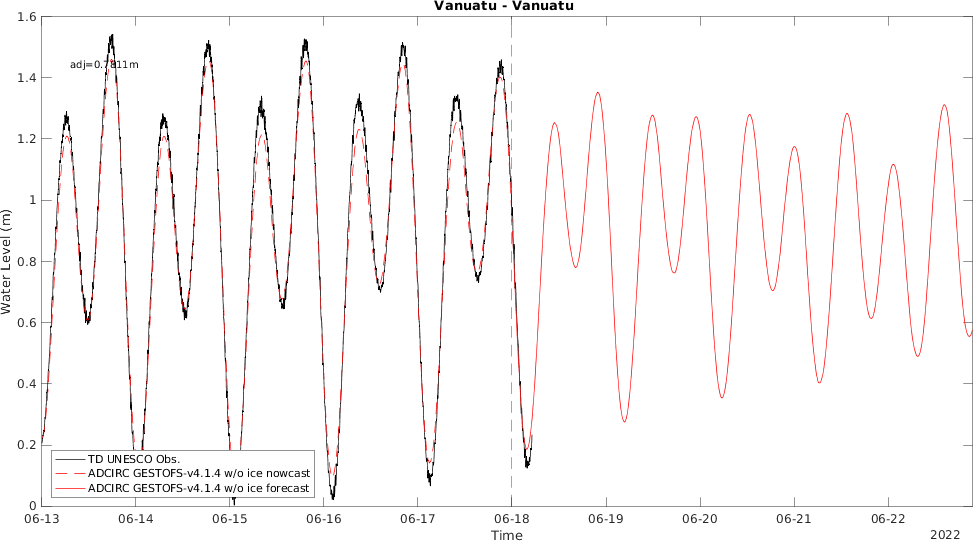 Vanuatu - Vanuatu
1.6
1.4
1.2
1
0.8
0.6
0.4
0.2
0
Water Level (m)
adj=0.7811m
TD UNESCO Obs.
ADCIRC GESTOFS-v4.1.4 w/o ice nowcast
ADCIRC GESTOFS-v4.1.4 w/o ice forecast
06-13 06-14 06-15 06-16 06-17 06-18 06-19 06-20 06-21 06-22
Time
2022